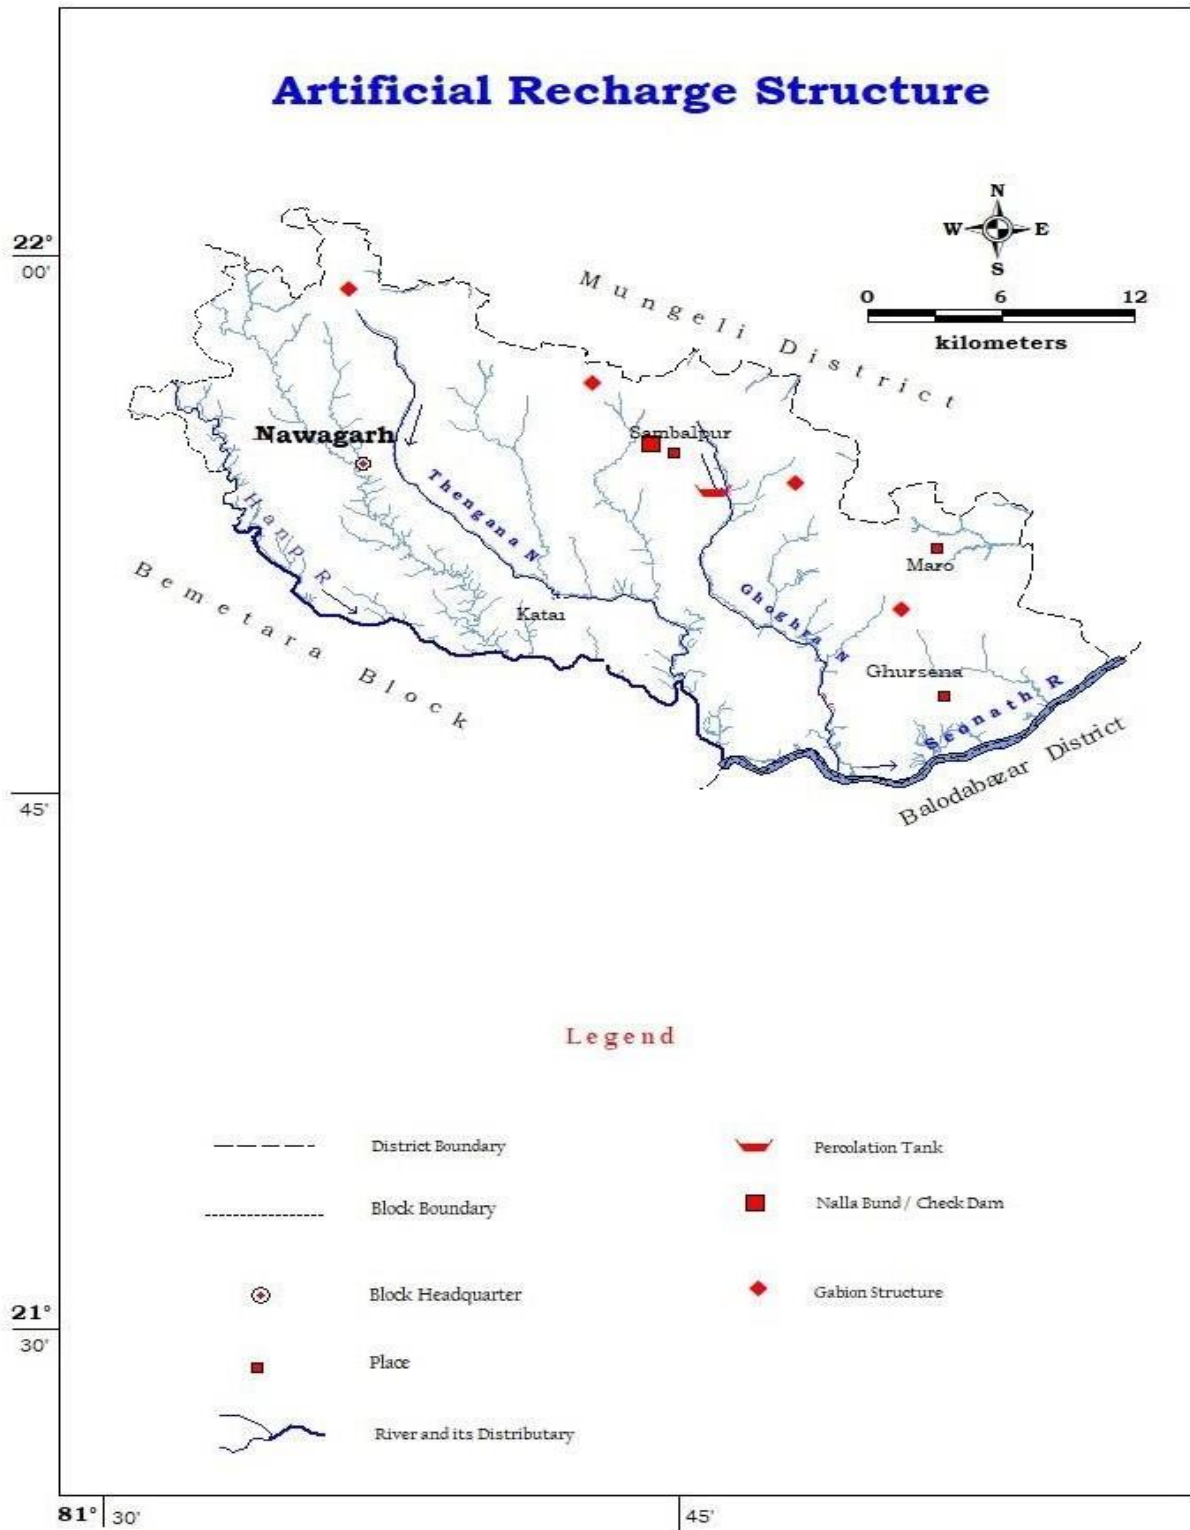 Artificial Recharge Structure
N
W E
S
22°
00'
0 6 12
kilometers
Mungeli District
Nawagarh
Sambalpur
Thengana N
Hanp R
Maro
Bemetara Block
Katai
Ghoghra N
Ghursena
Seonath R
Balodabazar District
45'
Legend
District Boundary
Percolation Tank
Block Boundary
Nalla Bund / Check Dam
Block Headquarter
Gabion Structure
21°
30'
Place
River and its Distributary
81° 30' 45'